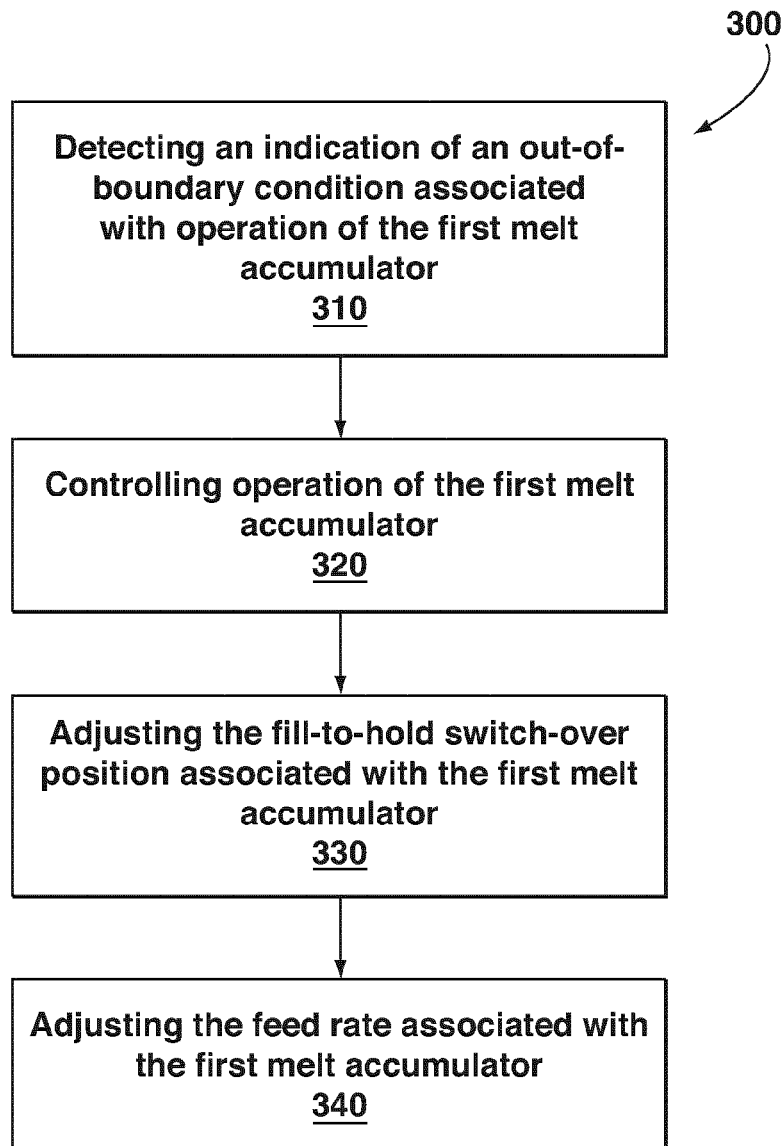 300
Detecting an indication of an out-of-
boundary condition associated
with operation of the first melt
accumulator
310
Controlling operation of the first melt
accumulator
320
Adjusting the fill-to-hold switch-over
position associated with the first melt
accumulator
330
Adjusting the feed rate associated with
the first melt accumulator
340